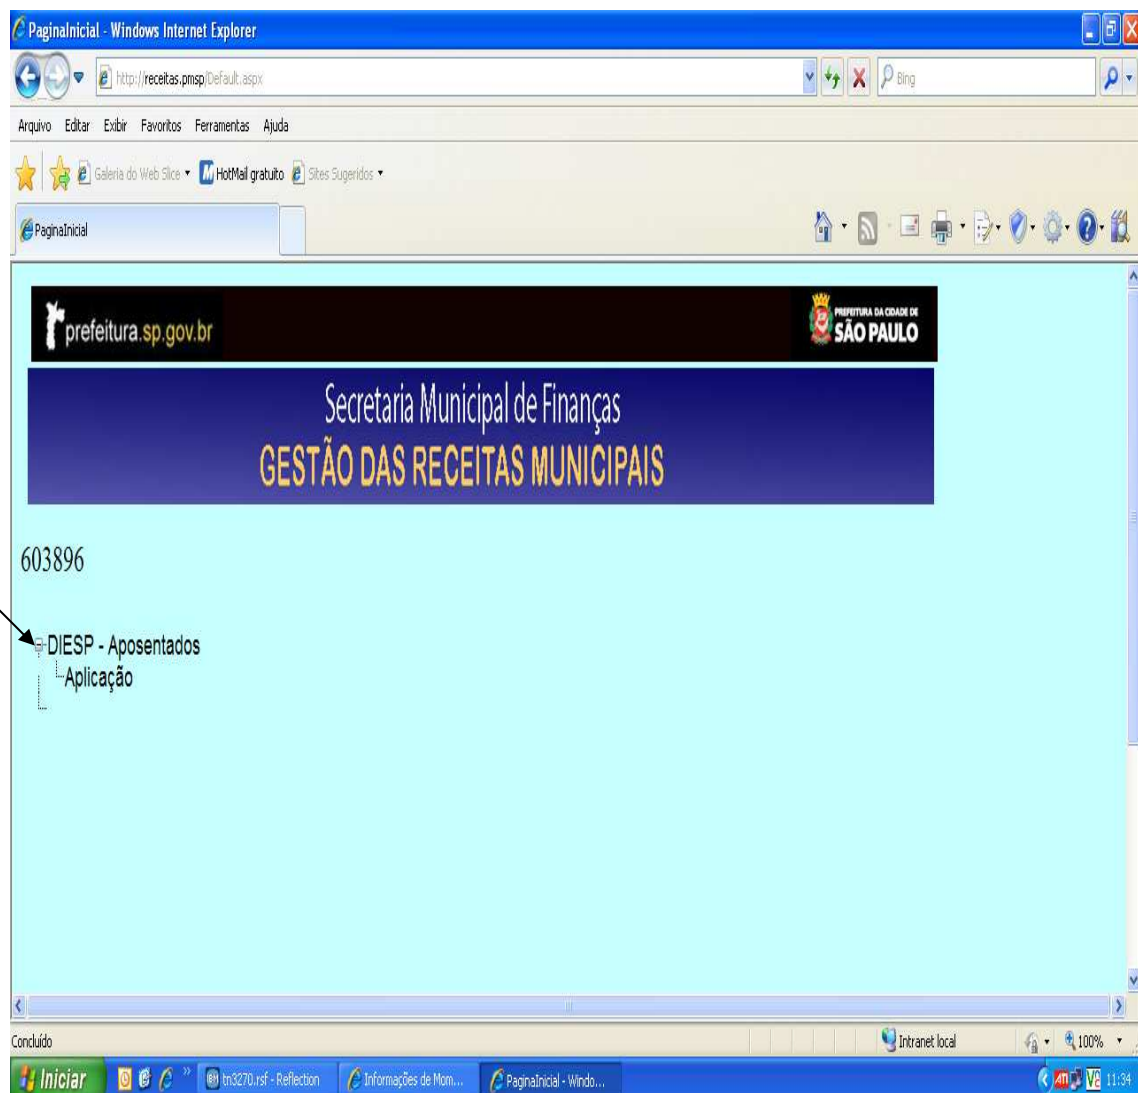 PaginaInicial - Windows Internet Explorer
http://receitas.pmsp/Default.aspx
Bing
Arquivo Editar Exibir Favoritos Ferramentas Ajuda
Galeria do Web Slice HotMail gratuito Sites Sugeridos
PaginaInicial
prefeitura.sp.gov.br
PREFEITURA DA CIDADE DE
SÃO PAULO
Secretaria Municipal de Finanças
GESTÃO DAS RECEITAS MUNICIPAIS
603896
DIESP - Aposentados
Aplicação
Concluído
Intranet local
100%
Iniciar
tn3270.rsf - Reflection
Informações de Mom...
PaginaInicial - Windo...
ATI
11:34